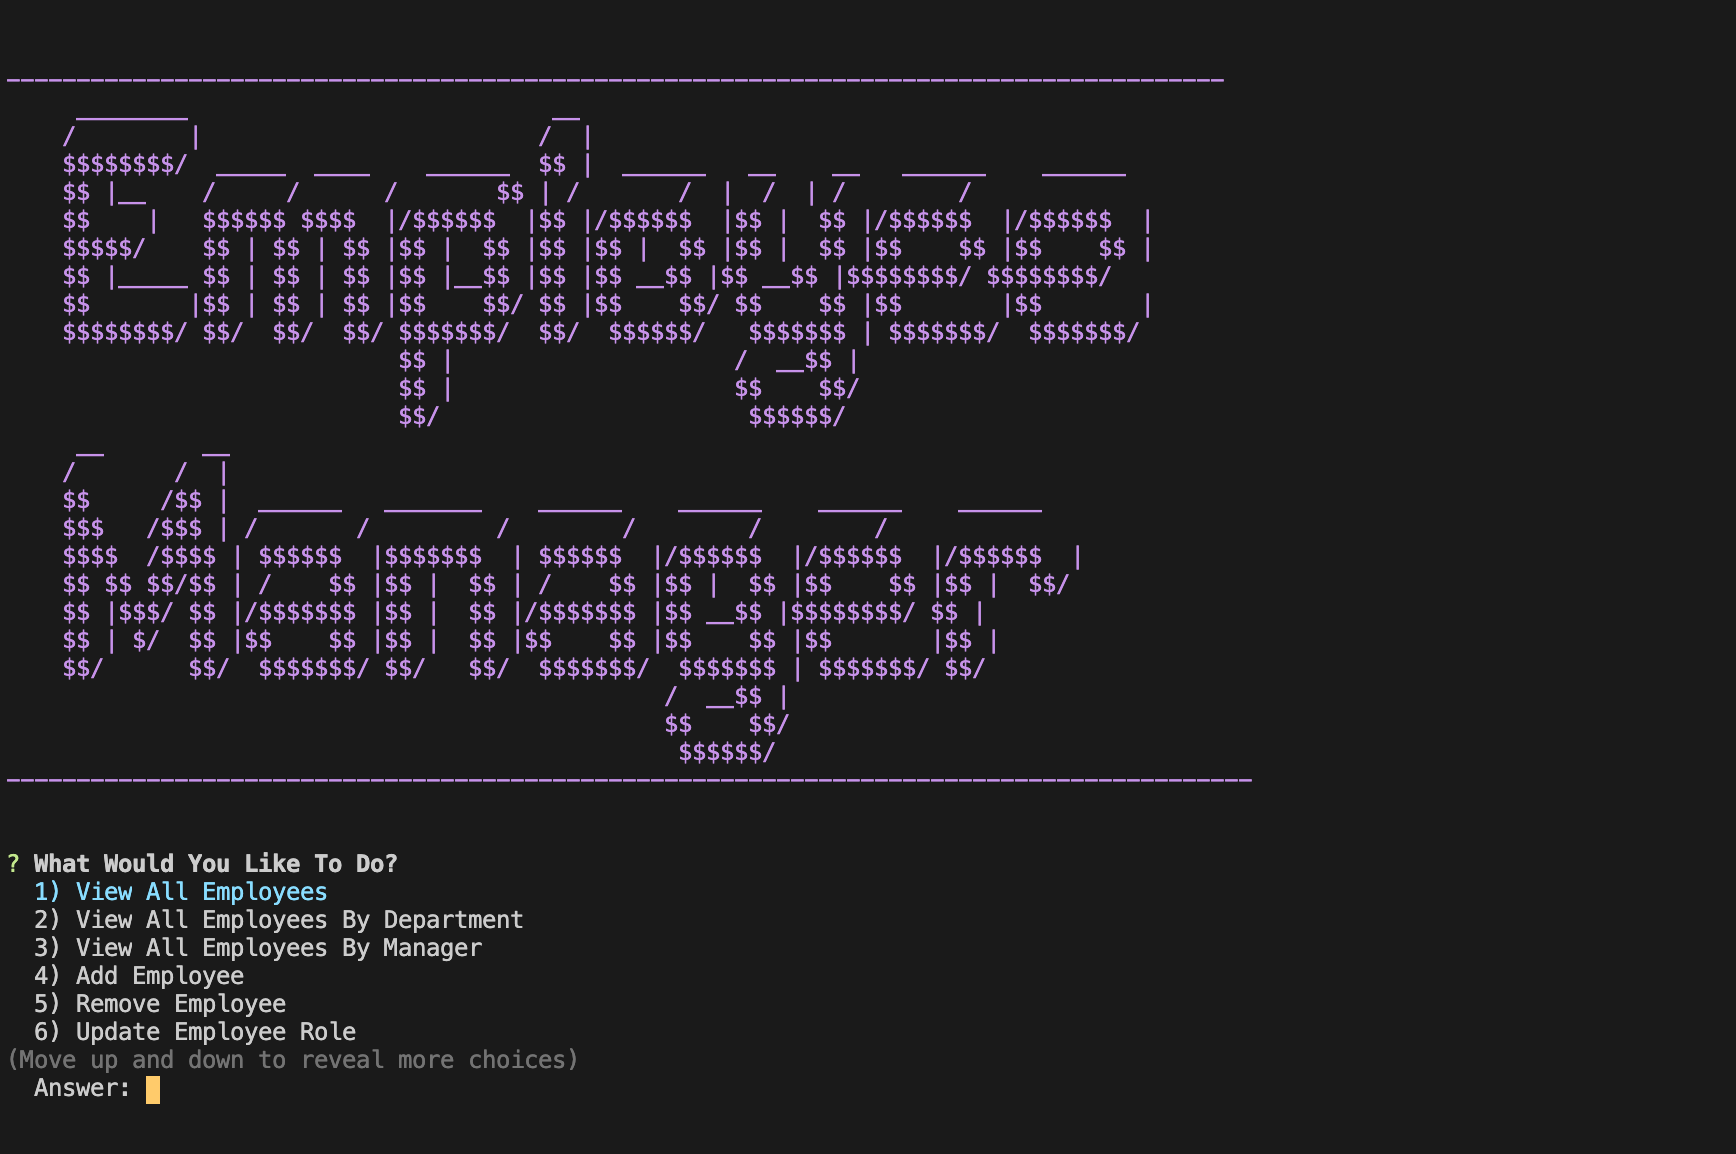 Employee
Manager
? What Would You Like To Do?
1) View All Employees
2) View All Employees By Department
3) View All Employees By Manager
4) Add Employee
5) Remove Employee
6) Update Employee Role
(Move up and down to reveal more choices)
Answer: